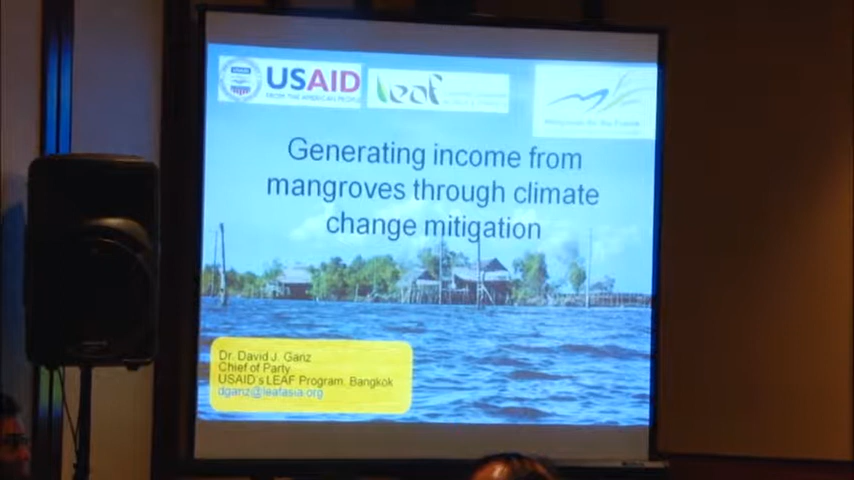 USAID
FROM THE AMERICAN PEOPLE
leaf
Generating income from
mangroves through climate
change mitigation
Dr. David J. Ganz
Chief of Party
USAID's LEAF Program. Bangkok
dganz@leafasia.org